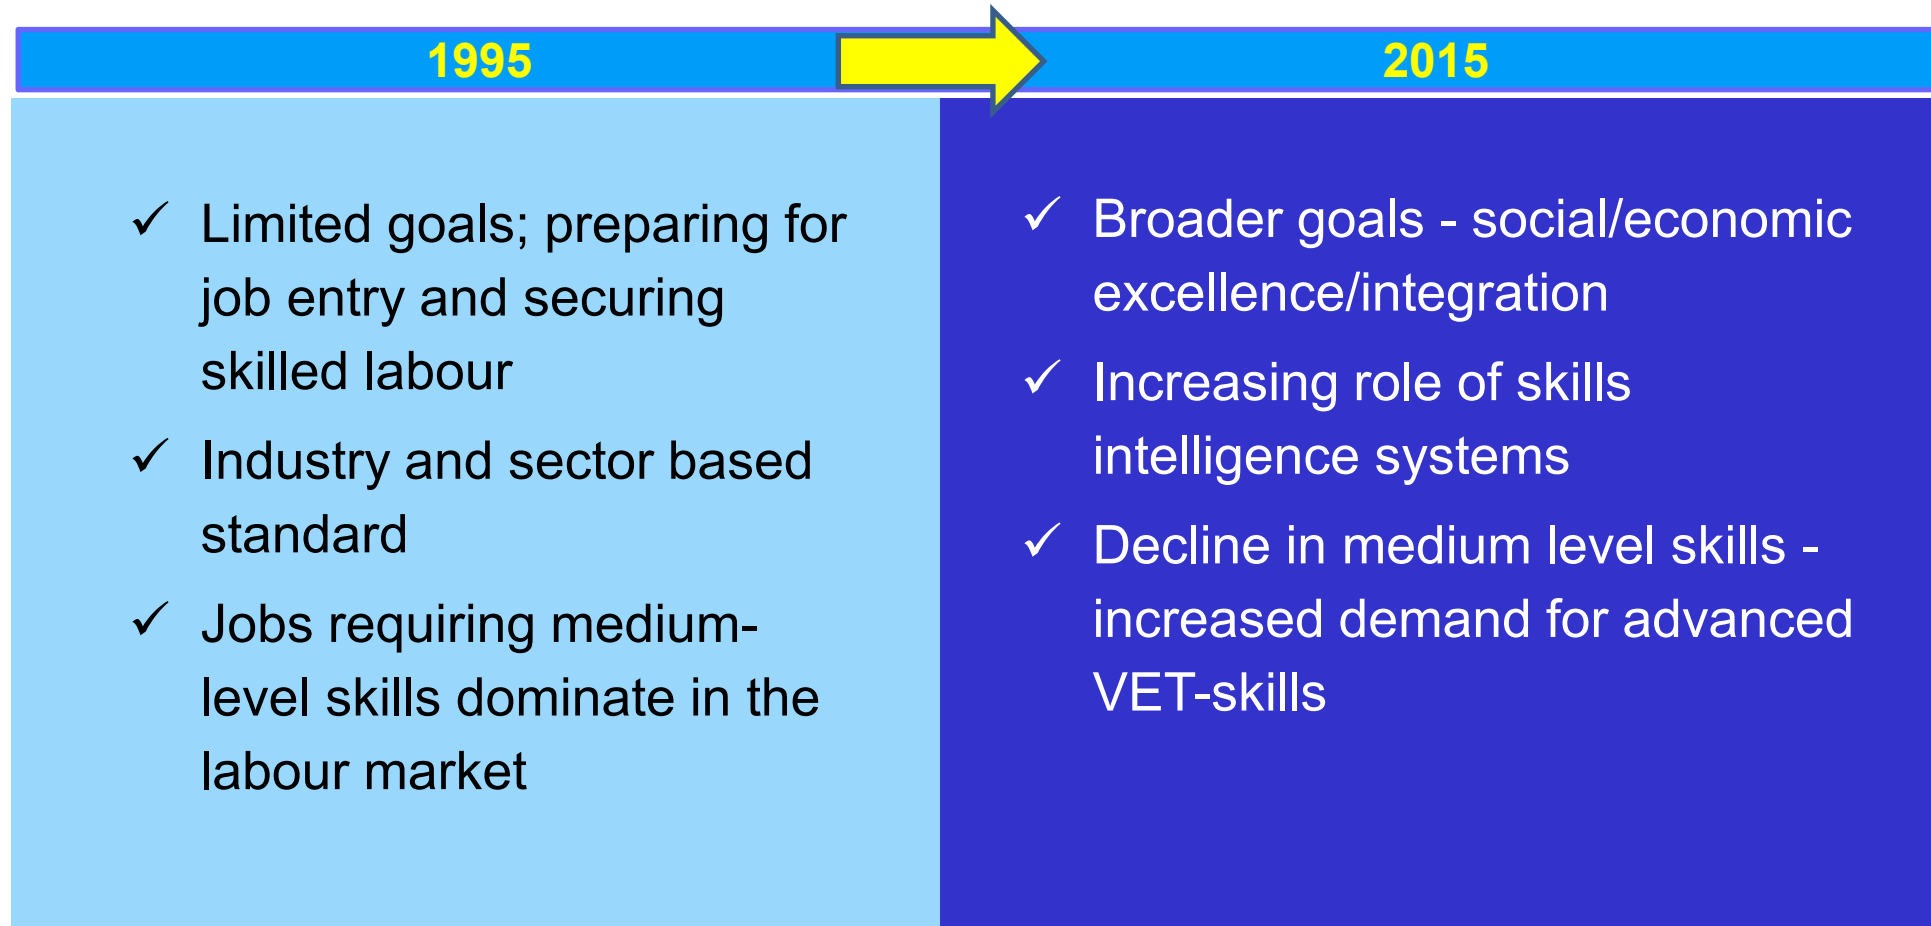 1995
2015
✓ Limited goals; preparing for
job entry and securing
skilled labour
✓ Industry and sector based
standard
✓ Jobs requiring medium-
level skills dominate in the
labour market
✓ Broader goals - social/economic
excellence/integration
✓ Increasing role of skills
intelligence systems
✓ Decline in medium level skills -
increased demand for advanced
VET-skills